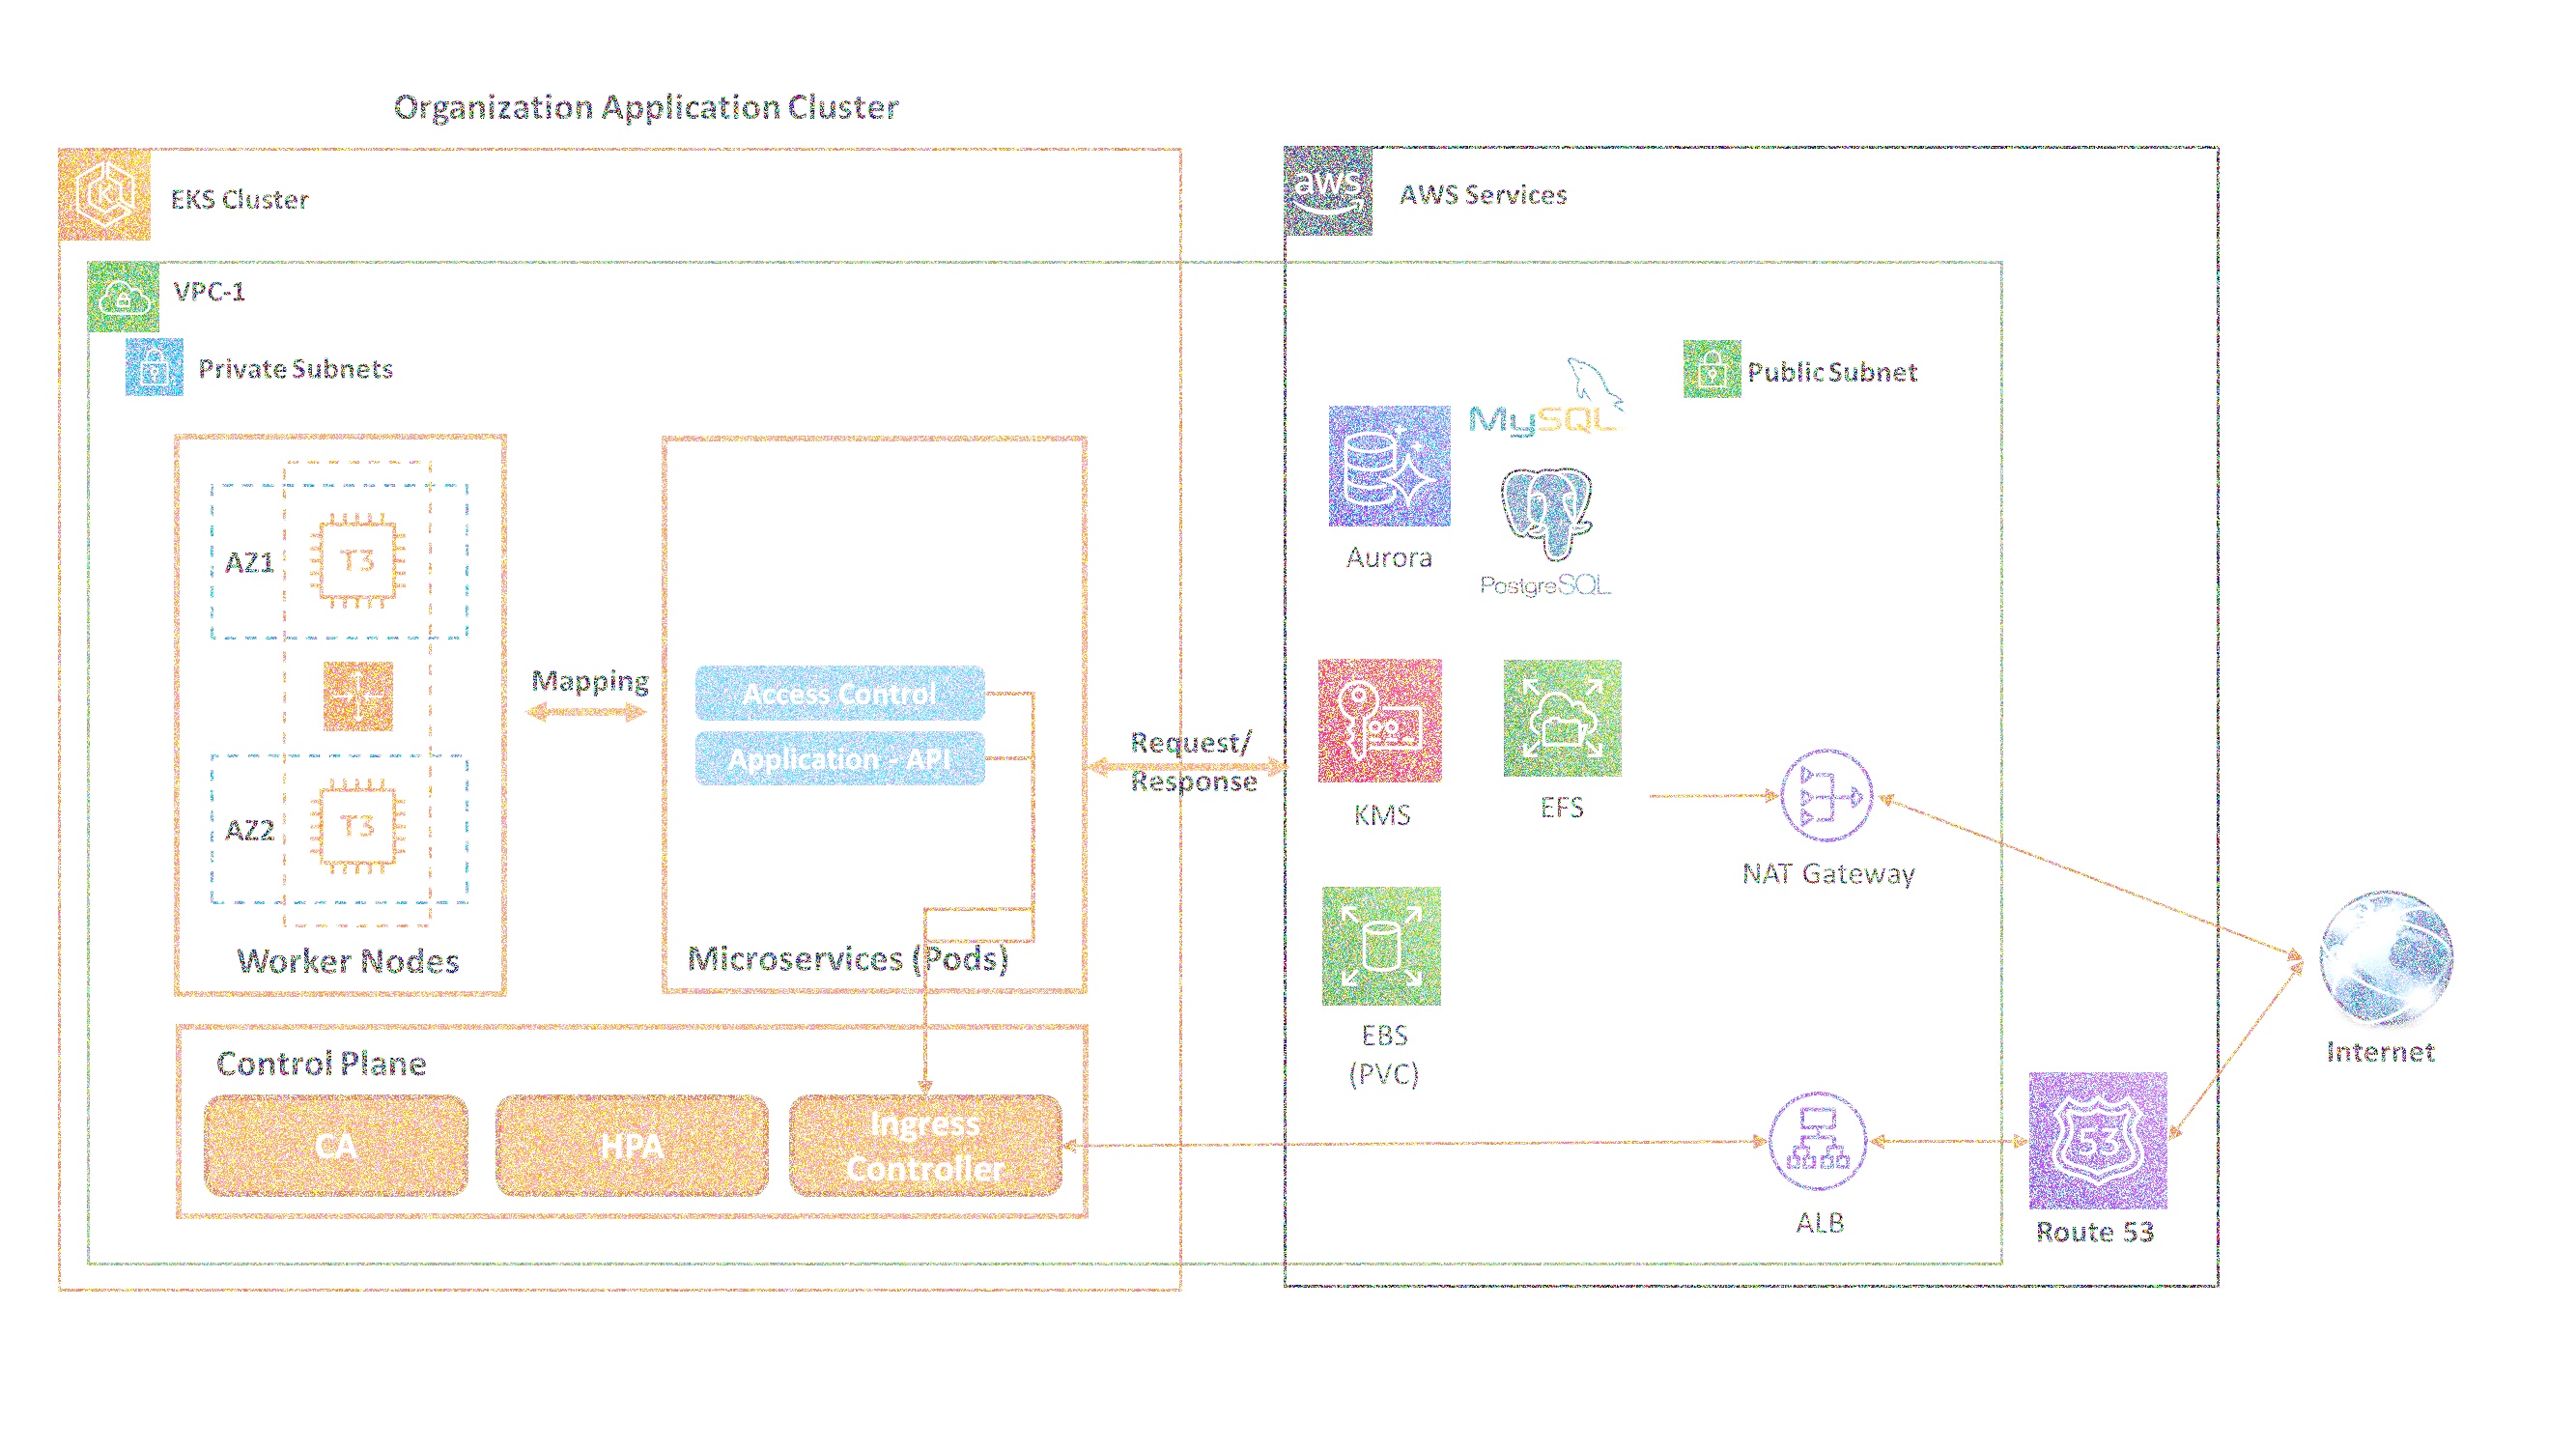 Organization Application Cluster
EKS Cluster
aws
AWS Services
VPC-1
Private Subnets
Public Subnet
MySQL
Aurora
PostgreSQL
AZ1
T3
Mapping
Access Control
Application - API
Request/
Response
KMS
EFS
AZ2
T3
NAT Gateway
Worker Nodes
Microservices (Pods)
EBS
(PVC)
Internet
Control Plane
CA
HPA
Ingress
Controller
53
ALB
Route 53